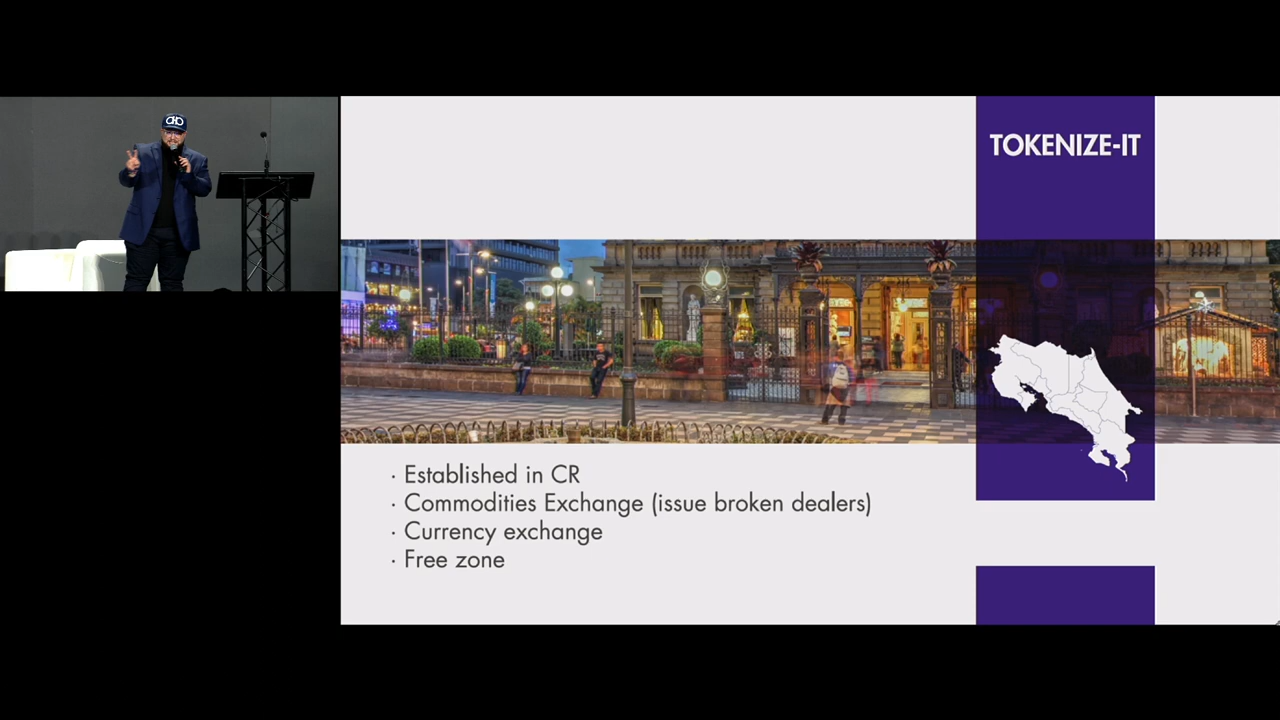 TOKENIZE-IT
· Established in CR
· Commodities Exchange (issue broken dealers)
· Currency exchange
· Free zone